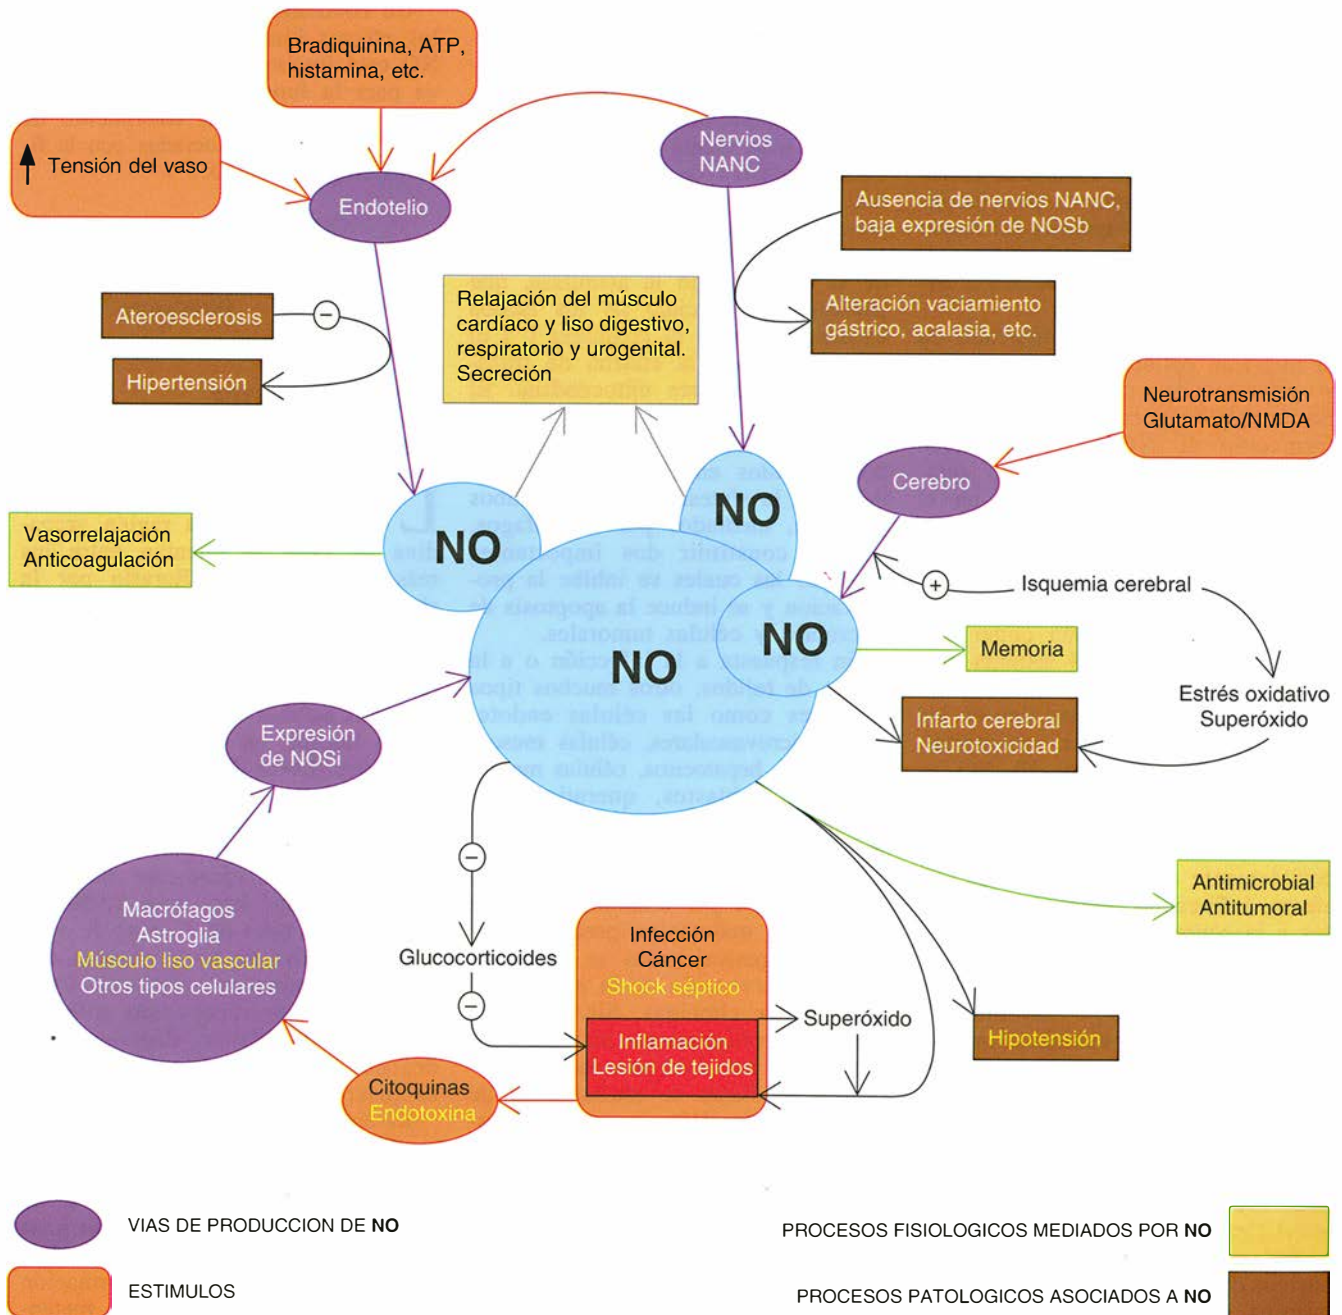 Bradiquinina, ATP,
histamina, etc.
Tensión del vaso
Nervios
NANC
Endotelio
Ausencia de nervios NANC,
baja expresión de NOSb
Ateroesclerosis
−
Hipertensión
Relajación del músculo
cardíaco y liso digestivo,
respiratorio y urogenital.
Secreción
Alteración vaciamiento
gástrico, acalasia, etc.
Neurotransmisión
Glutamato/NMDA
Cerebro
NO
NO
Vasorrelajación
Anticoagulación
+
Isquemia cerebral
NO
NO
Memoria
Estrés oxidativo
Superóxido
Infarto cerebral
Neurotoxicidad
Expresión
de NOSi
−
Antimicrobial
Antitumoral
Macrófagos
Astroglia
Músculo liso vascular
Otros tipos celulares
Glucocorticoides
−
Infección
Cáncer
Shock séptico
Inflamación
Lesión de tejidos
Superóxido
Hipotensión
Citoquinas
Endotoxina
VIAS DE PRODUCCION DE NO
ESTIMULOS
PROCESOS FISIOLOGICOS MEDIADOS POR NO
PROCESOS PATOLOGICOS ASOCIADOS A NO